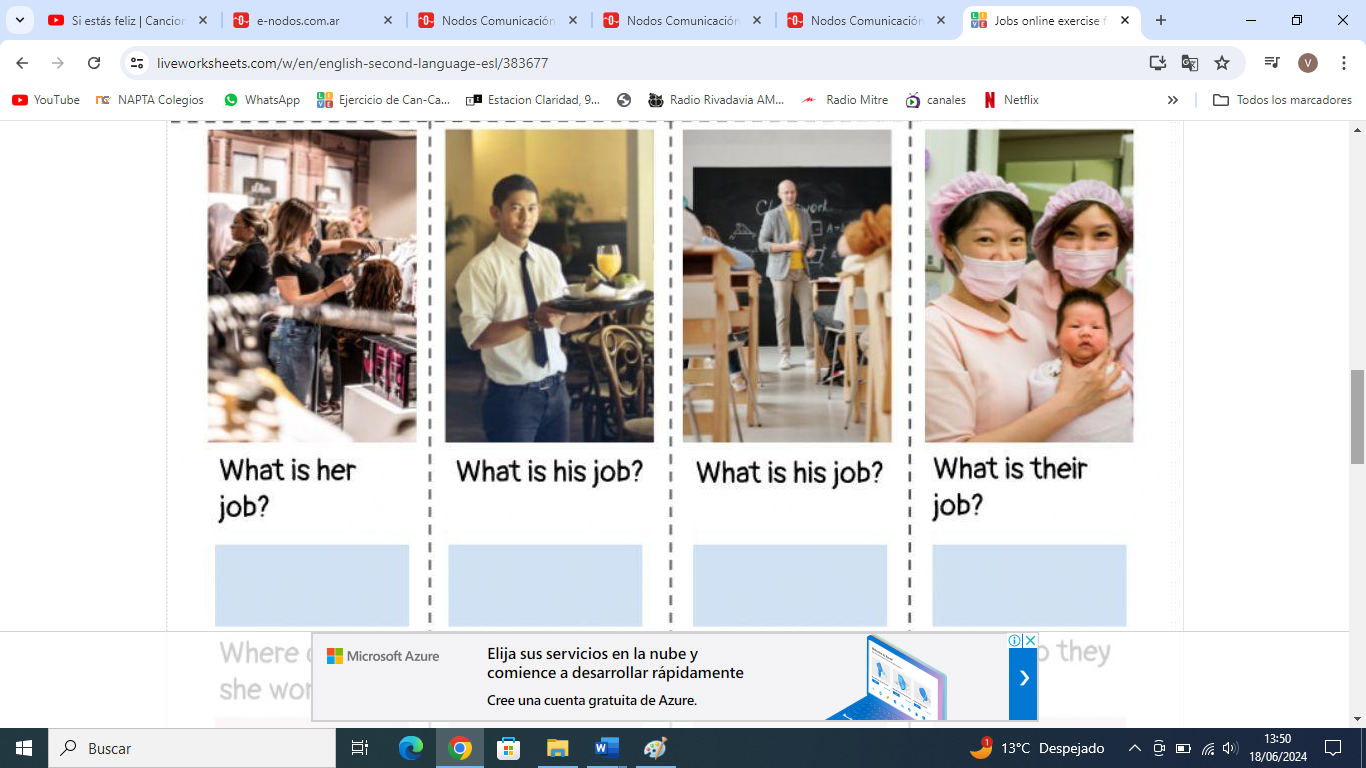 Si estás feliz | Cancion
e-nodos.com.ar
Nodos Comunicación
Nodos Comunicación
Nodos Comunicación
Jobs online exercise f
liveworksheets.com/w/en/english-second-language-esl/383677
V
YouTube
NAPTA Colegios
WhatsApp
Ejercicio de Can-Ca...
Estacion Claridad, 9...
Radio Rivadavia AM...
Radio Mitre
canales
Netflix
Todos los marcadores
What is her
job?
What is his job?
What is his job?
What is their
job?
Where
she wor
they
Microsoft Azure
Elija sus servicios en la nube y
comience a desarrollar rápidamente
Cree una cuenta gratuita de Azure.
Buscar
1
13°C Despejado
13:50
18/06/2024